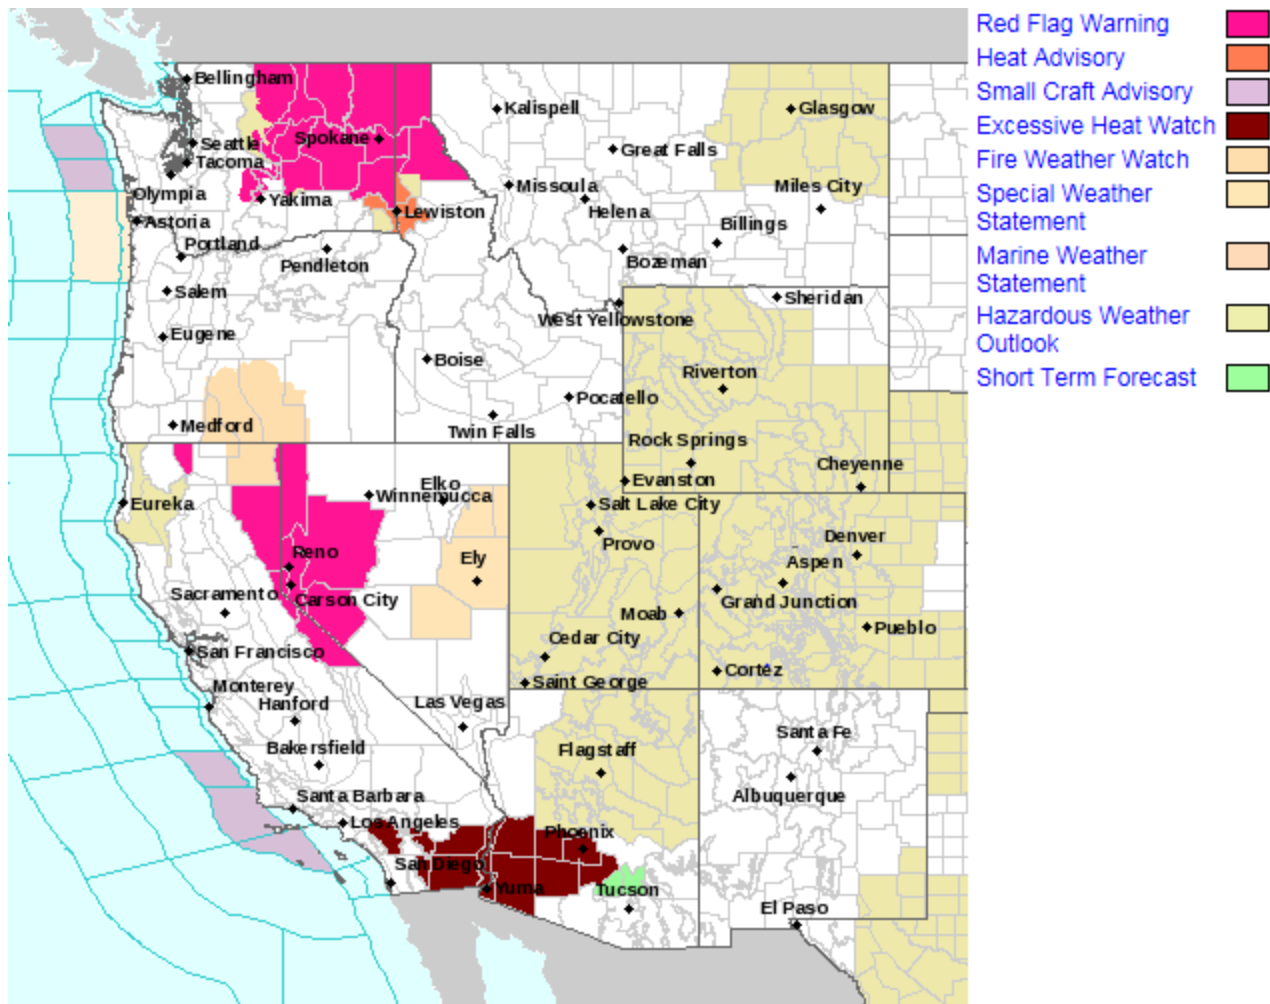 Red Flag Warning
Heat Advisory
Small Craft Advisory
Excessive Heat Watch
Fire Weather Watch
Special Weather
Statement
Marine Weather
Statement
Hazardous Weather
Outlook
Short Term Forecast
Bellingham
Kalispell
Glasgow
Seattle
Spokane
Great Falls
Tacoma
Olympia
Yakima
Missoula
Miles City
Lewiston
Helena
Astoria
Billings
Portland
Pendleton
Bozeman
Salem
Sheridan
West Yellowstone
Eugene
Boise
Riverton
Pocatello
Medford
Twin Falls
Rock Springs
Cheyenne
Elko
Evanston
Winnemucca
Eureka
Salt Lake City
Denver
Provo
Reno
Ely
Aspen
Sacramento
Carson City
Grand Junction
Moab
Pueblo
Cedar City
San Francisco
Cortez
Saint George
Monterey
Hanford
Las Vegas
Santa Fe
Bakersfield
Flagstaff
Santa Barbara
Albuquerque
Los Angeles
Phoenix
San Diego
Yuma
Tucson
El Paso